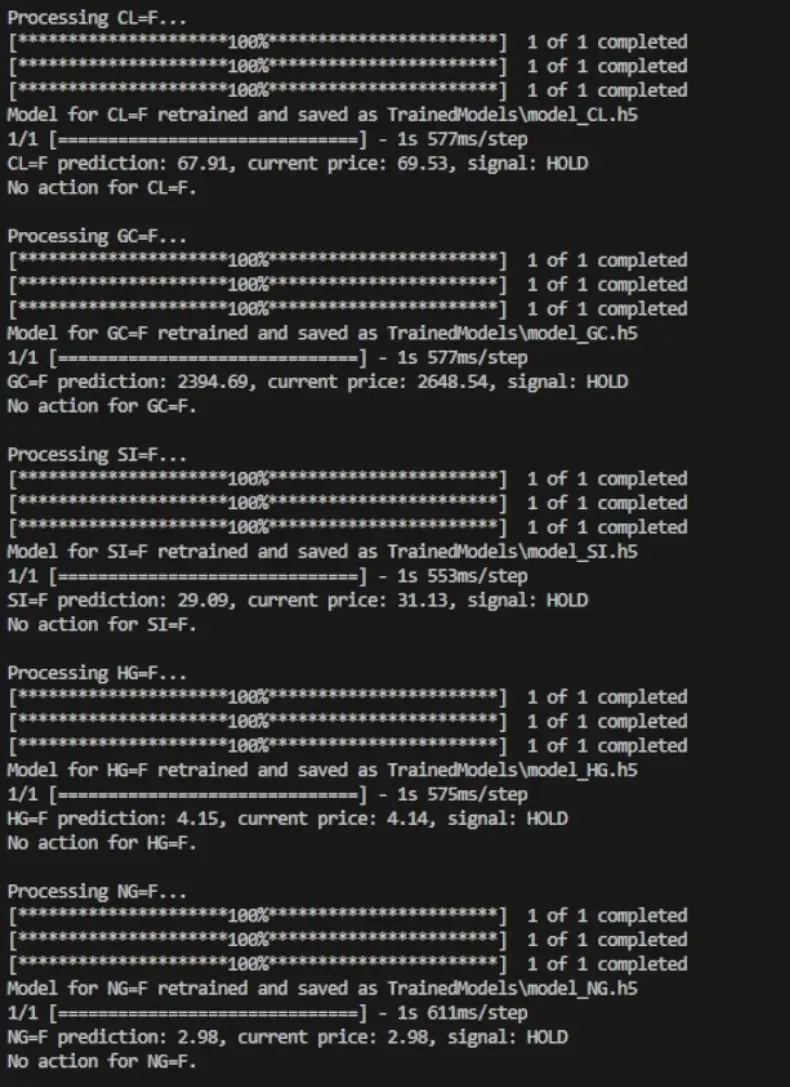 Processing CL=F...
[*********************100%***********************]  1 of 1 completed
[*********************100%***********************]  1 of 1 completed
[*********************100%***********************]  1 of 1 completed
Model for CL=F retrained and saved as TrainedModels\model_CL.h5
1/1 [==============================] - 1s 577ms/step
CL=F prediction: 67.91, current price: 69.53, signal: HOLD
No action for CL=F.
Processing GC=F...
[*********************100%***********************]  1 of 1 completed
[*********************100%***********************]  1 of 1 completed
[*********************100%***********************]  1 of 1 completed
Model for GC=F retrained and saved as TrainedModels\model_GC.h5
1/1 [==============================] - 1s 577ms/step
GC=F prediction: 2394.69, current price: 2648.54, signal: HOLD
No action for GC=F.
Processing SI=F...
[*********************100%***********************]  1 of 1 completed
[*********************100%***********************]  1 of 1 completed
[*********************100%***********************]  1 of 1 completed
Model for SI=F retrained and saved as TrainedModels\model_SI.h5
1/1 [==============================] - 1s 553ms/step
SI=F prediction: 29.09, current price: 31.13, signal: HOLD
No action for SI=F.
Processing HG=F...
[*********************100%***********************]  1 of 1 completed
[*********************100%***********************]  1 of 1 completed
[*********************100%***********************]  1 of 1 completed
Model for HG=F retrained and saved as TrainedModels\model_HG.h5
1/1 [==============================] - 1s 575ms/step
HG=F prediction: 4.15, current price: 4.14, signal: HOLD
No action for HG=F.
Processing NG=F...
[*********************100%***********************]  1 of 1 completed
[*********************100%***********************]  1 of 1 completed
[*********************100%***********************]  1 of 1 completed
Model for NG=F retrained and saved as TrainedModels\model_NG.h5
1/1 [==============================] - 1s 611ms/step
NG=F prediction: 2.98, current price: 2.98, signal: HOLD
No action for NG=F.